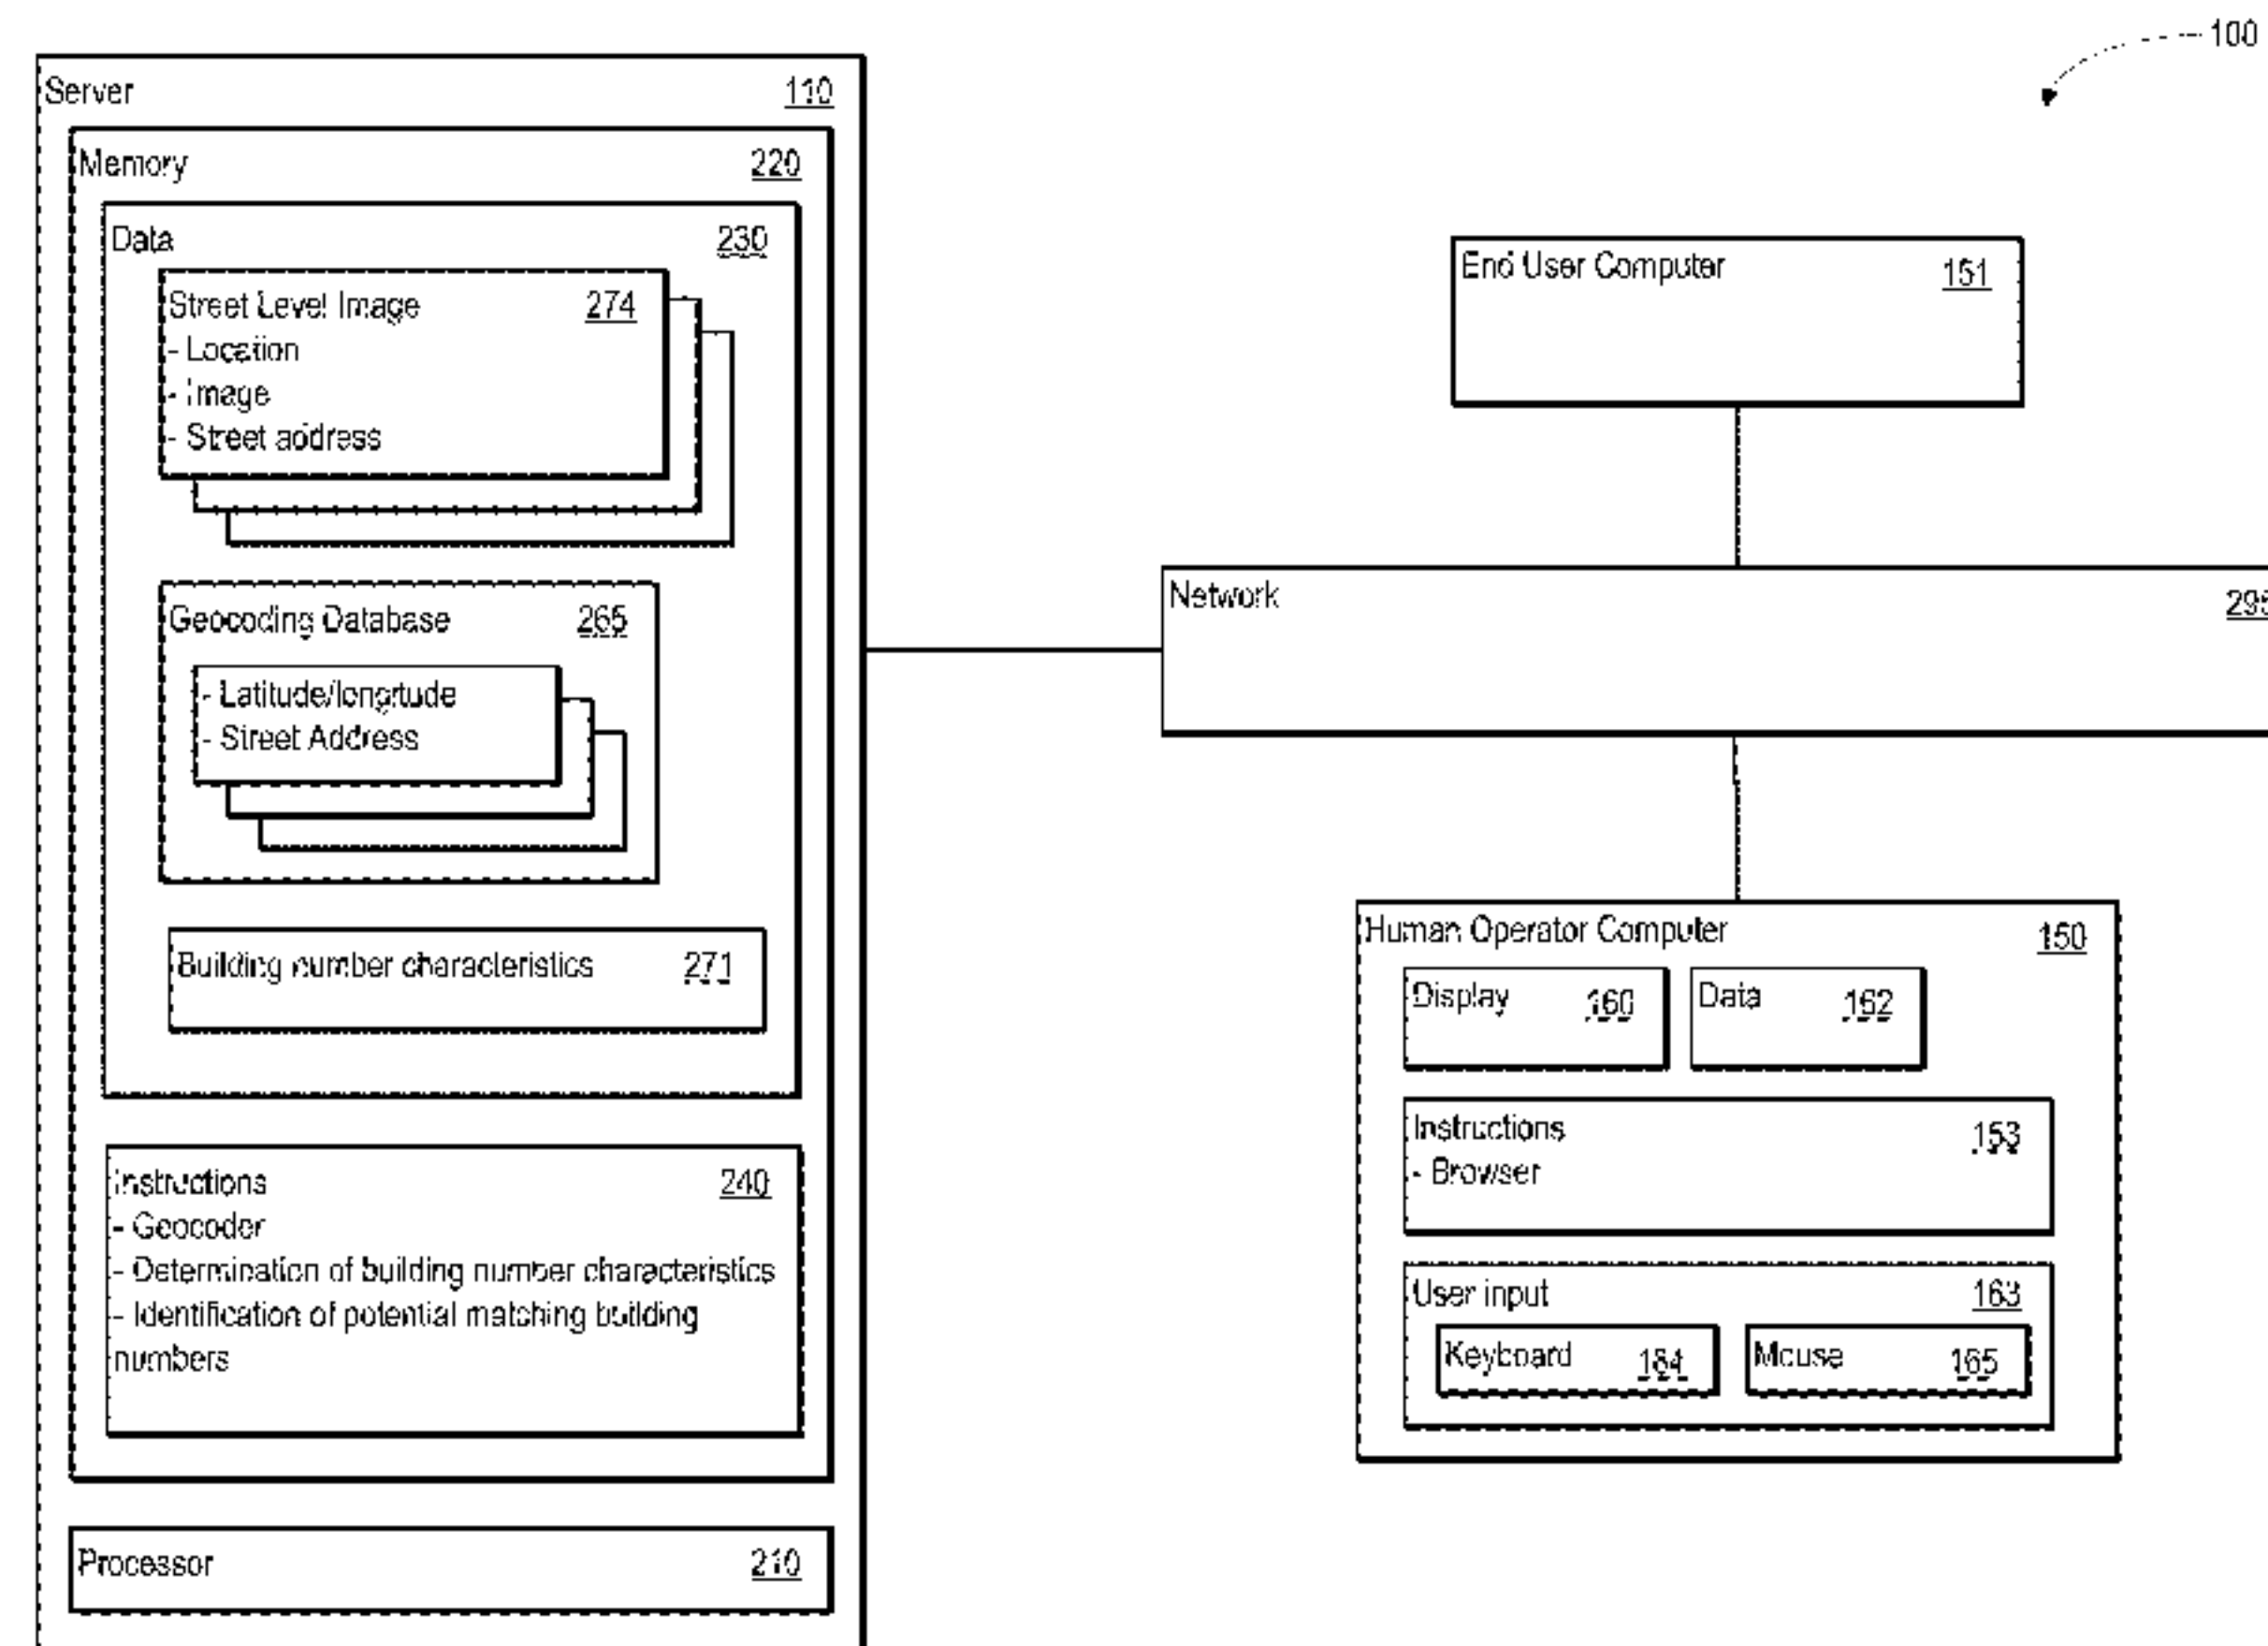 100
Server 110
Memory 220
Data 230
Street Level Image 274
- Location
- Image
- Street address
Geocoding Database 265
- Latitude/longitude
- Street Address
Building number characteristics 271
Instructions 240
- Geocoder
- Determination of building number characteristics
- Identification of potential matching building
numbers
Processor 210
End User Computer 151
Network 295
Human Operator Computer 150
Display 160
Data 162
Instructions 153
- Browser
User input 163
Keyboard 164
Mouse 165